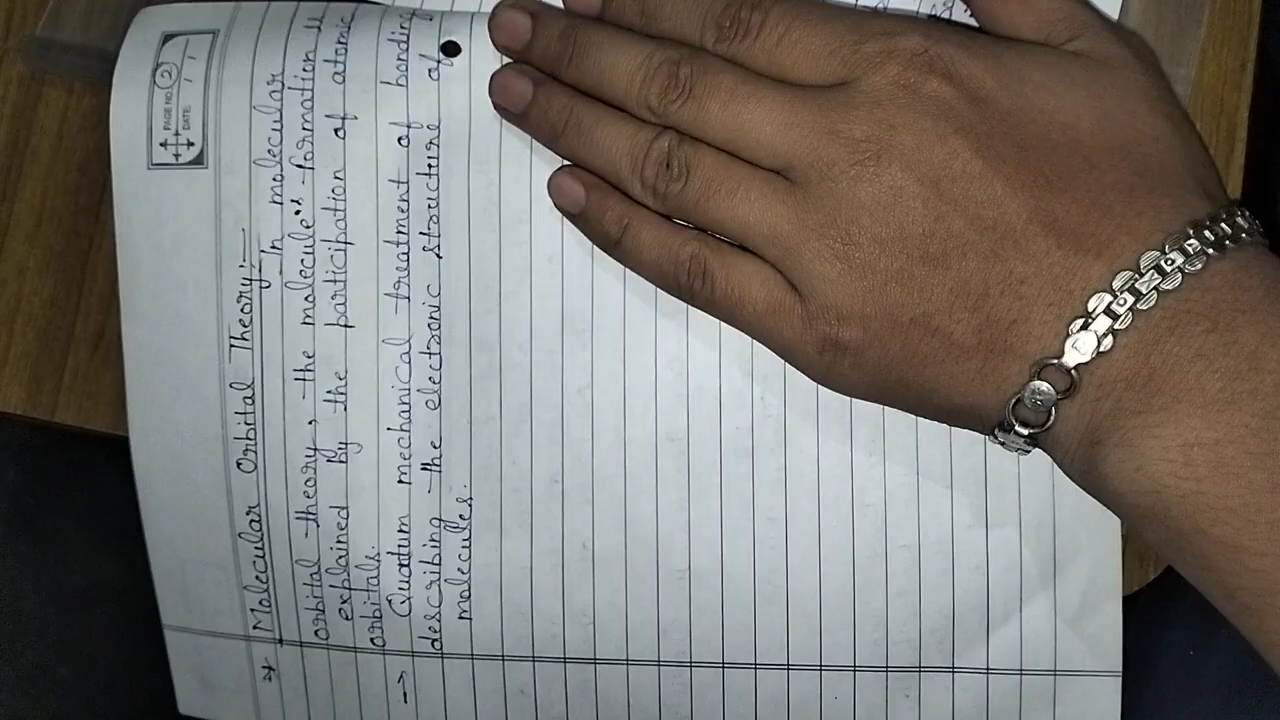 PAGE NO. 2
DATE / /
2) Molecular Orbital Theory:-
In molecular
orbital theory, the molecule formation is
explained by the participation of atomic
orbitals.
→ Quantum mechanical treatment of bonding
describing the electronic structure of
molecules.